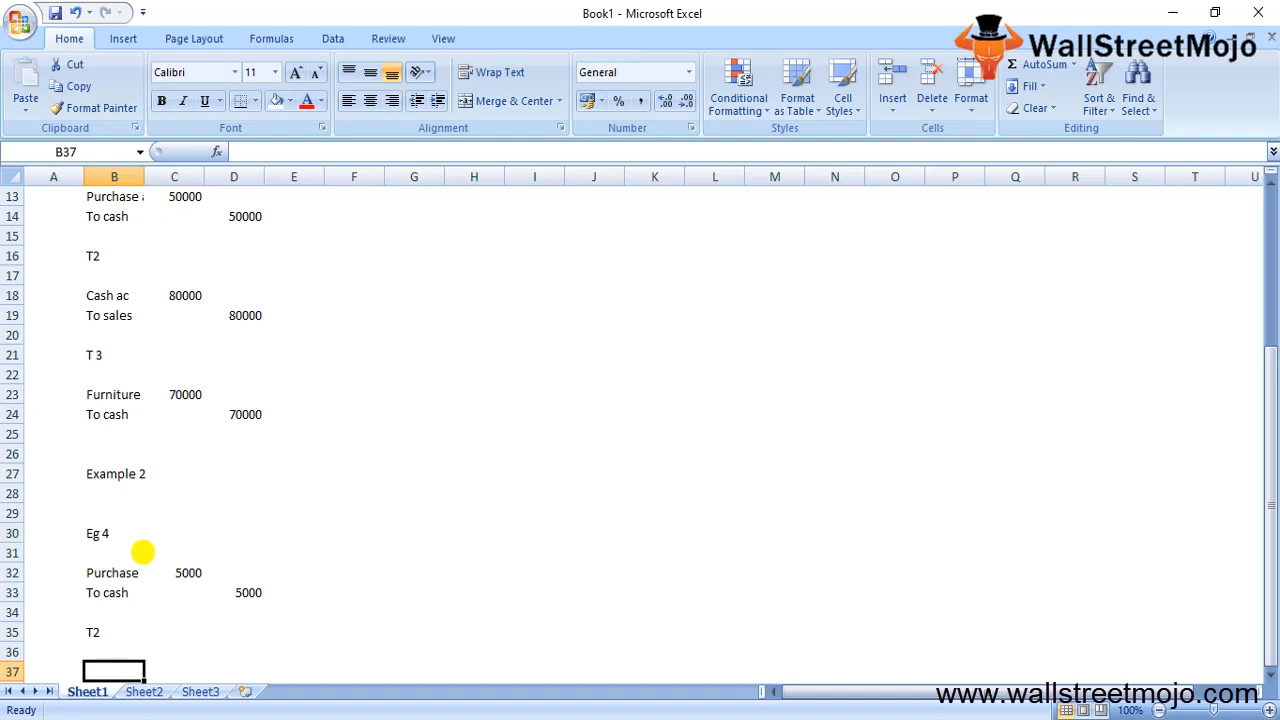 Book1 - Microsoft Excel
WallStreetMojo
Home Insert Page Layout Formulas Data Review View
Paste Cut Copy Format Painter
Calibri 11
B I U A
Wrap Text
Merge & Center
General
% ,
Conditional Formatting
Format as Table
Cell Styles
Insert Delete Format
Σ AutoSum
Fill
Clear
Sort & Filter
Find & Select
Clipboard Font Alignment Number Styles Cells Editing
B37 fx
A B C D E F G H I J K L M N O P Q R S T U
13 Purchase a 50000
14 To cash 50000
15
16 T2
17
18 Cash ac 80000
19 To sales 80000
20
21 T 3
22
23 Furniture 70000
24 To cash 70000
25
26
27 Example 2
28
29
30 Eg 4
31
32 Purchase 5000
33 To cash 5000
34
35 T2
36
37
Sheet1 Sheet2 Sheet3
www.wallstreetmojo.com
Ready 100%